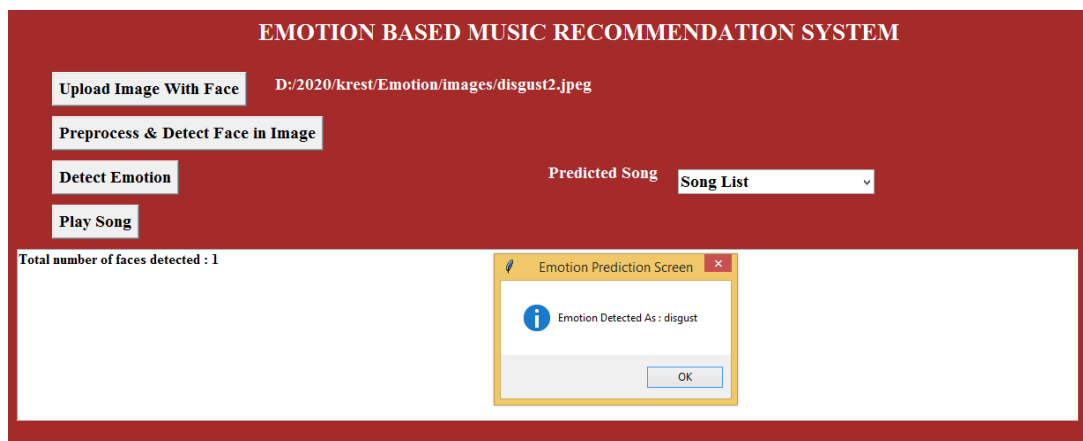 EMOTION BASED MUSIC RECOMMENDATION SYSTEM
Upload Image With Face
D:/2020/krest/Emotion/images/disgust2.jpeg
Preprocess & Detect Face in Image
Detect Emotion
Predicted Song
Song List
Play Song
Total number of faces detected : 1
Emotion Prediction Screen
Emotion Detected As : disgust
OK